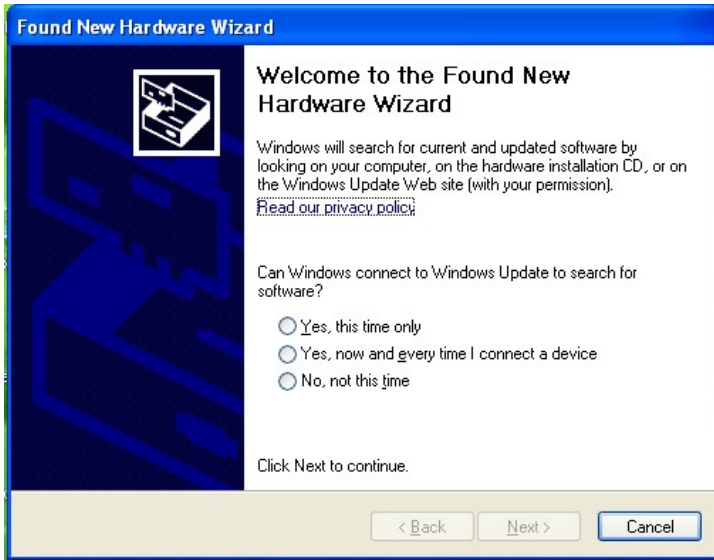 Found New Hardware Wizard
Welcome to the Found New
Hardware Wizard
Windows will search for current and updated software by
looking on your computer, on the hardware installation CD, or on
the Windows Update Web site (with your permission).
Read our privacy policy
Can Windows connect to Windows Update to search for
software?
Yes, this time only
Yes, now and every time I connect a device
No, not this time
Click Next to continue.
< Back Next > Cancel